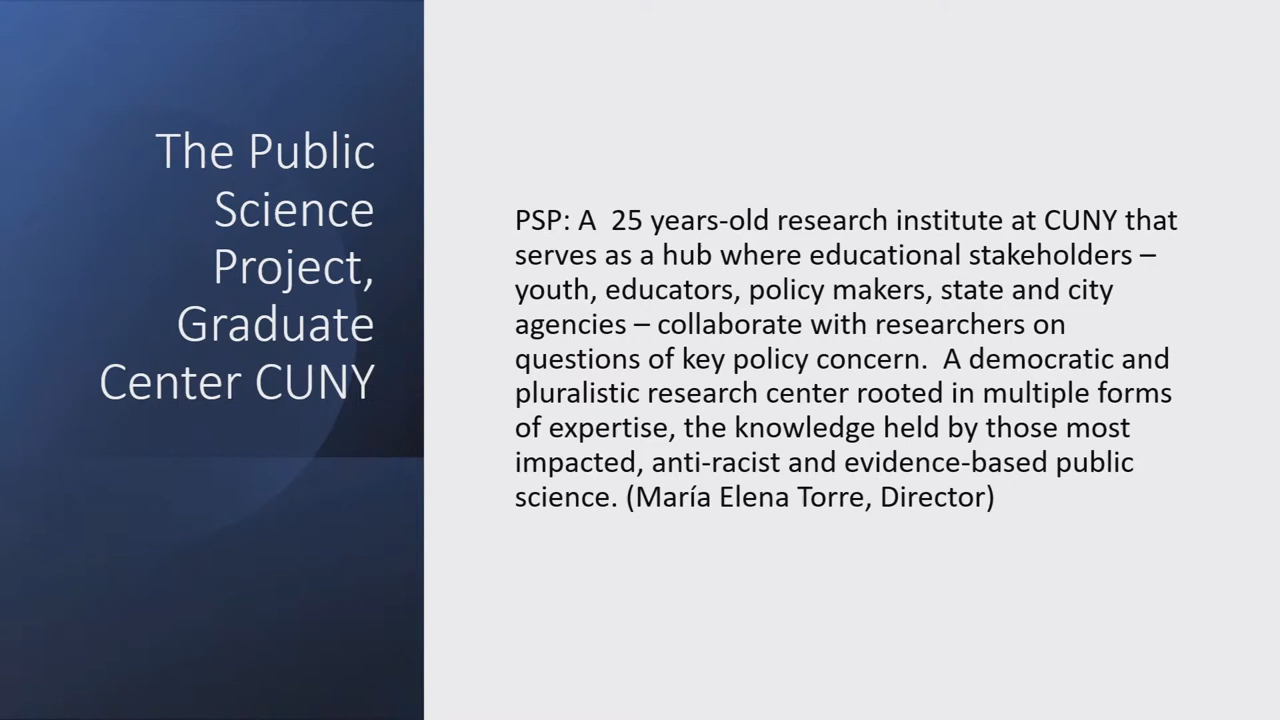 The Public
Science
Project,
Graduate
Center CUNY
PSP: A  25 years-old research institute at CUNY that
serves as a hub where educational stakeholders –
youth, educators, policy makers, state and city
agencies – collaborate with researchers on
questions of key policy concern.  A democratic and
pluralistic research center rooted in multiple forms
of expertise, the knowledge held by those most
impacted, anti-racist and evidence-based public
science. (María Elena Torre, Director)